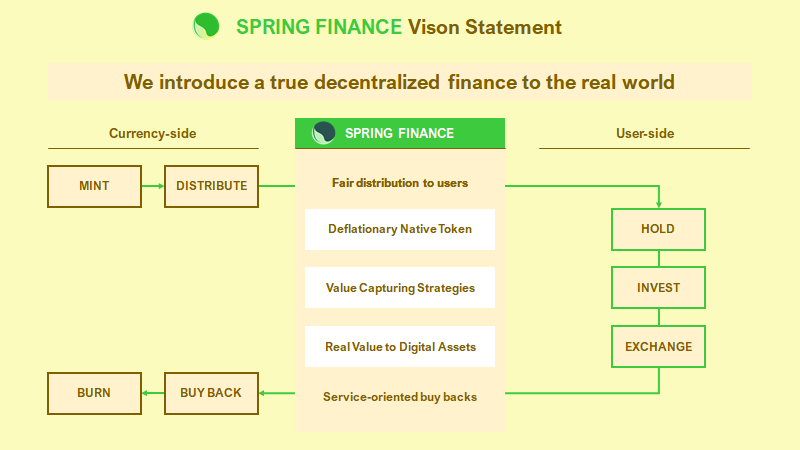 SPRING FINANCE Vison Statement
We introduce a true decentralized finance to the real world
Currency-side
SPRING FINANCE
User-side
MINT
DISTRIBUTE
Fair distribution to users
HOLD
Deflationary Native Token
INVEST
Value Capturing Strategies
EXCHANGE
Real Value to Digital Assets
BURN
BUY BACK
Service-oriented buy backs